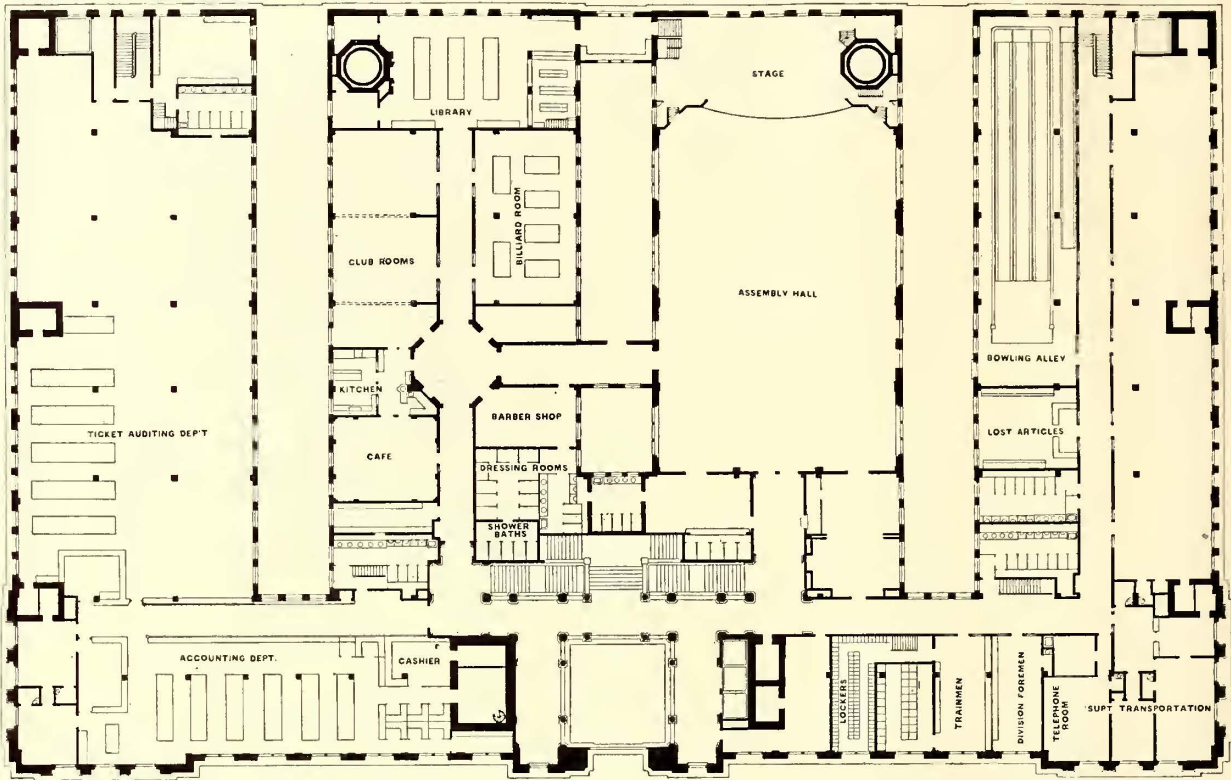 STAGE
LIBRARY
BILLIARD ROOM
CLUB ROOMS
ASSEMBLY HALL
BOWLING ALLEY
KITCHEN
BARBER SHOP
TICKET AUDITING DEP'T
LOST ARTICLES
CAFE
DRESSING ROOMS
SHOWER
BATHS
ACCOUNTING DEPT.
CASHIER
LOCKERS
TRAINMEN
DIVISION FOREMEN
TELEPHONE
ROOM
SUPT TRANSPORTATION